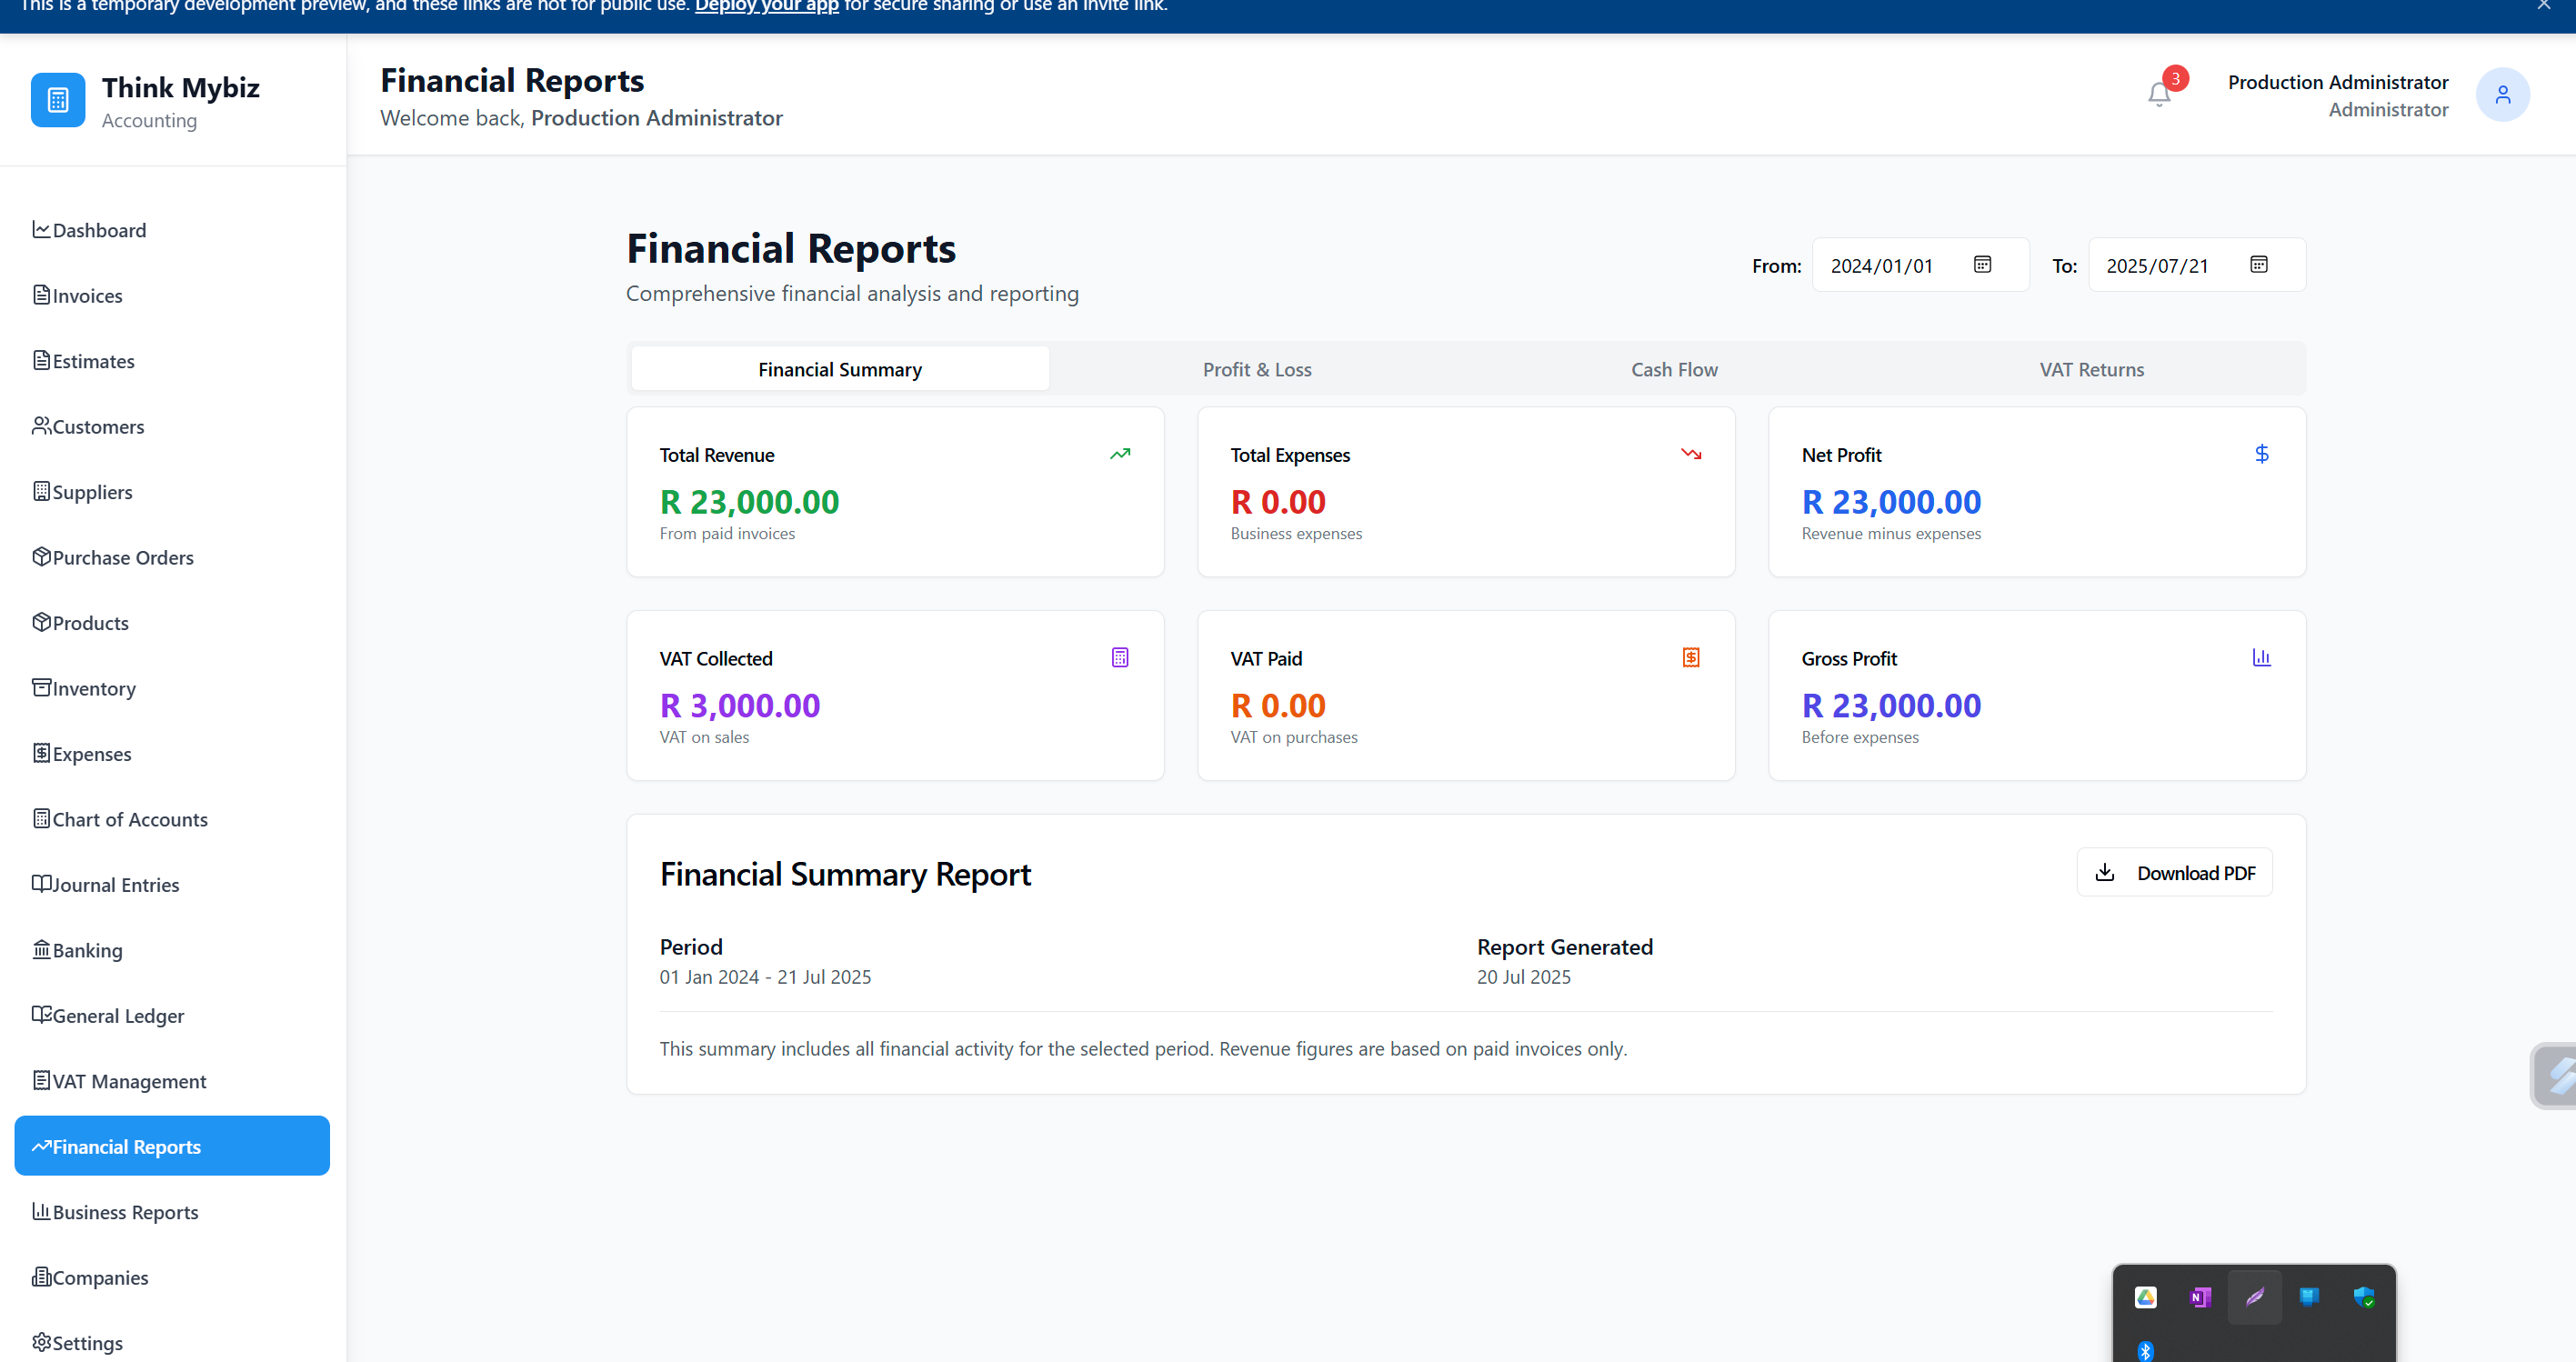 This is a temporary development preview, and these links are not for public use. Deploy your app for secure sharing or use an invite link.
Think Mybiz
Accounting
Financial Reports
Welcome back, Production Administrator
3
Production Administrator
Administrator
Dashboard
Invoices
Estimates
Customers
Suppliers
Purchase Orders
Products
Inventory
Expenses
Chart of Accounts
Journal Entries
Banking
General Ledger
VAT Management
Financial Reports
Business Reports
Companies
Settings
Financial Reports
Comprehensive financial analysis and reporting
From: 2024/01/01 To: 2025/07/21
Financial Summary Profit & Loss Cash Flow VAT Returns
Total Revenue
R 23,000.00
From paid invoices
Total Expenses
R 0.00
Business expenses
Net Profit
R 23,000.00
Revenue minus expenses
VAT Collected
R 3,000.00
VAT on sales
VAT Paid
R 0.00
VAT on purchases
Gross Profit
R 23,000.00
Before expenses
Financial Summary Report
Download PDF
Period
01 Jan 2024 - 21 Jul 2025
Report Generated
20 Jul 2025
This summary includes all financial activity for the selected period. Revenue figures are based on paid invoices only.
N